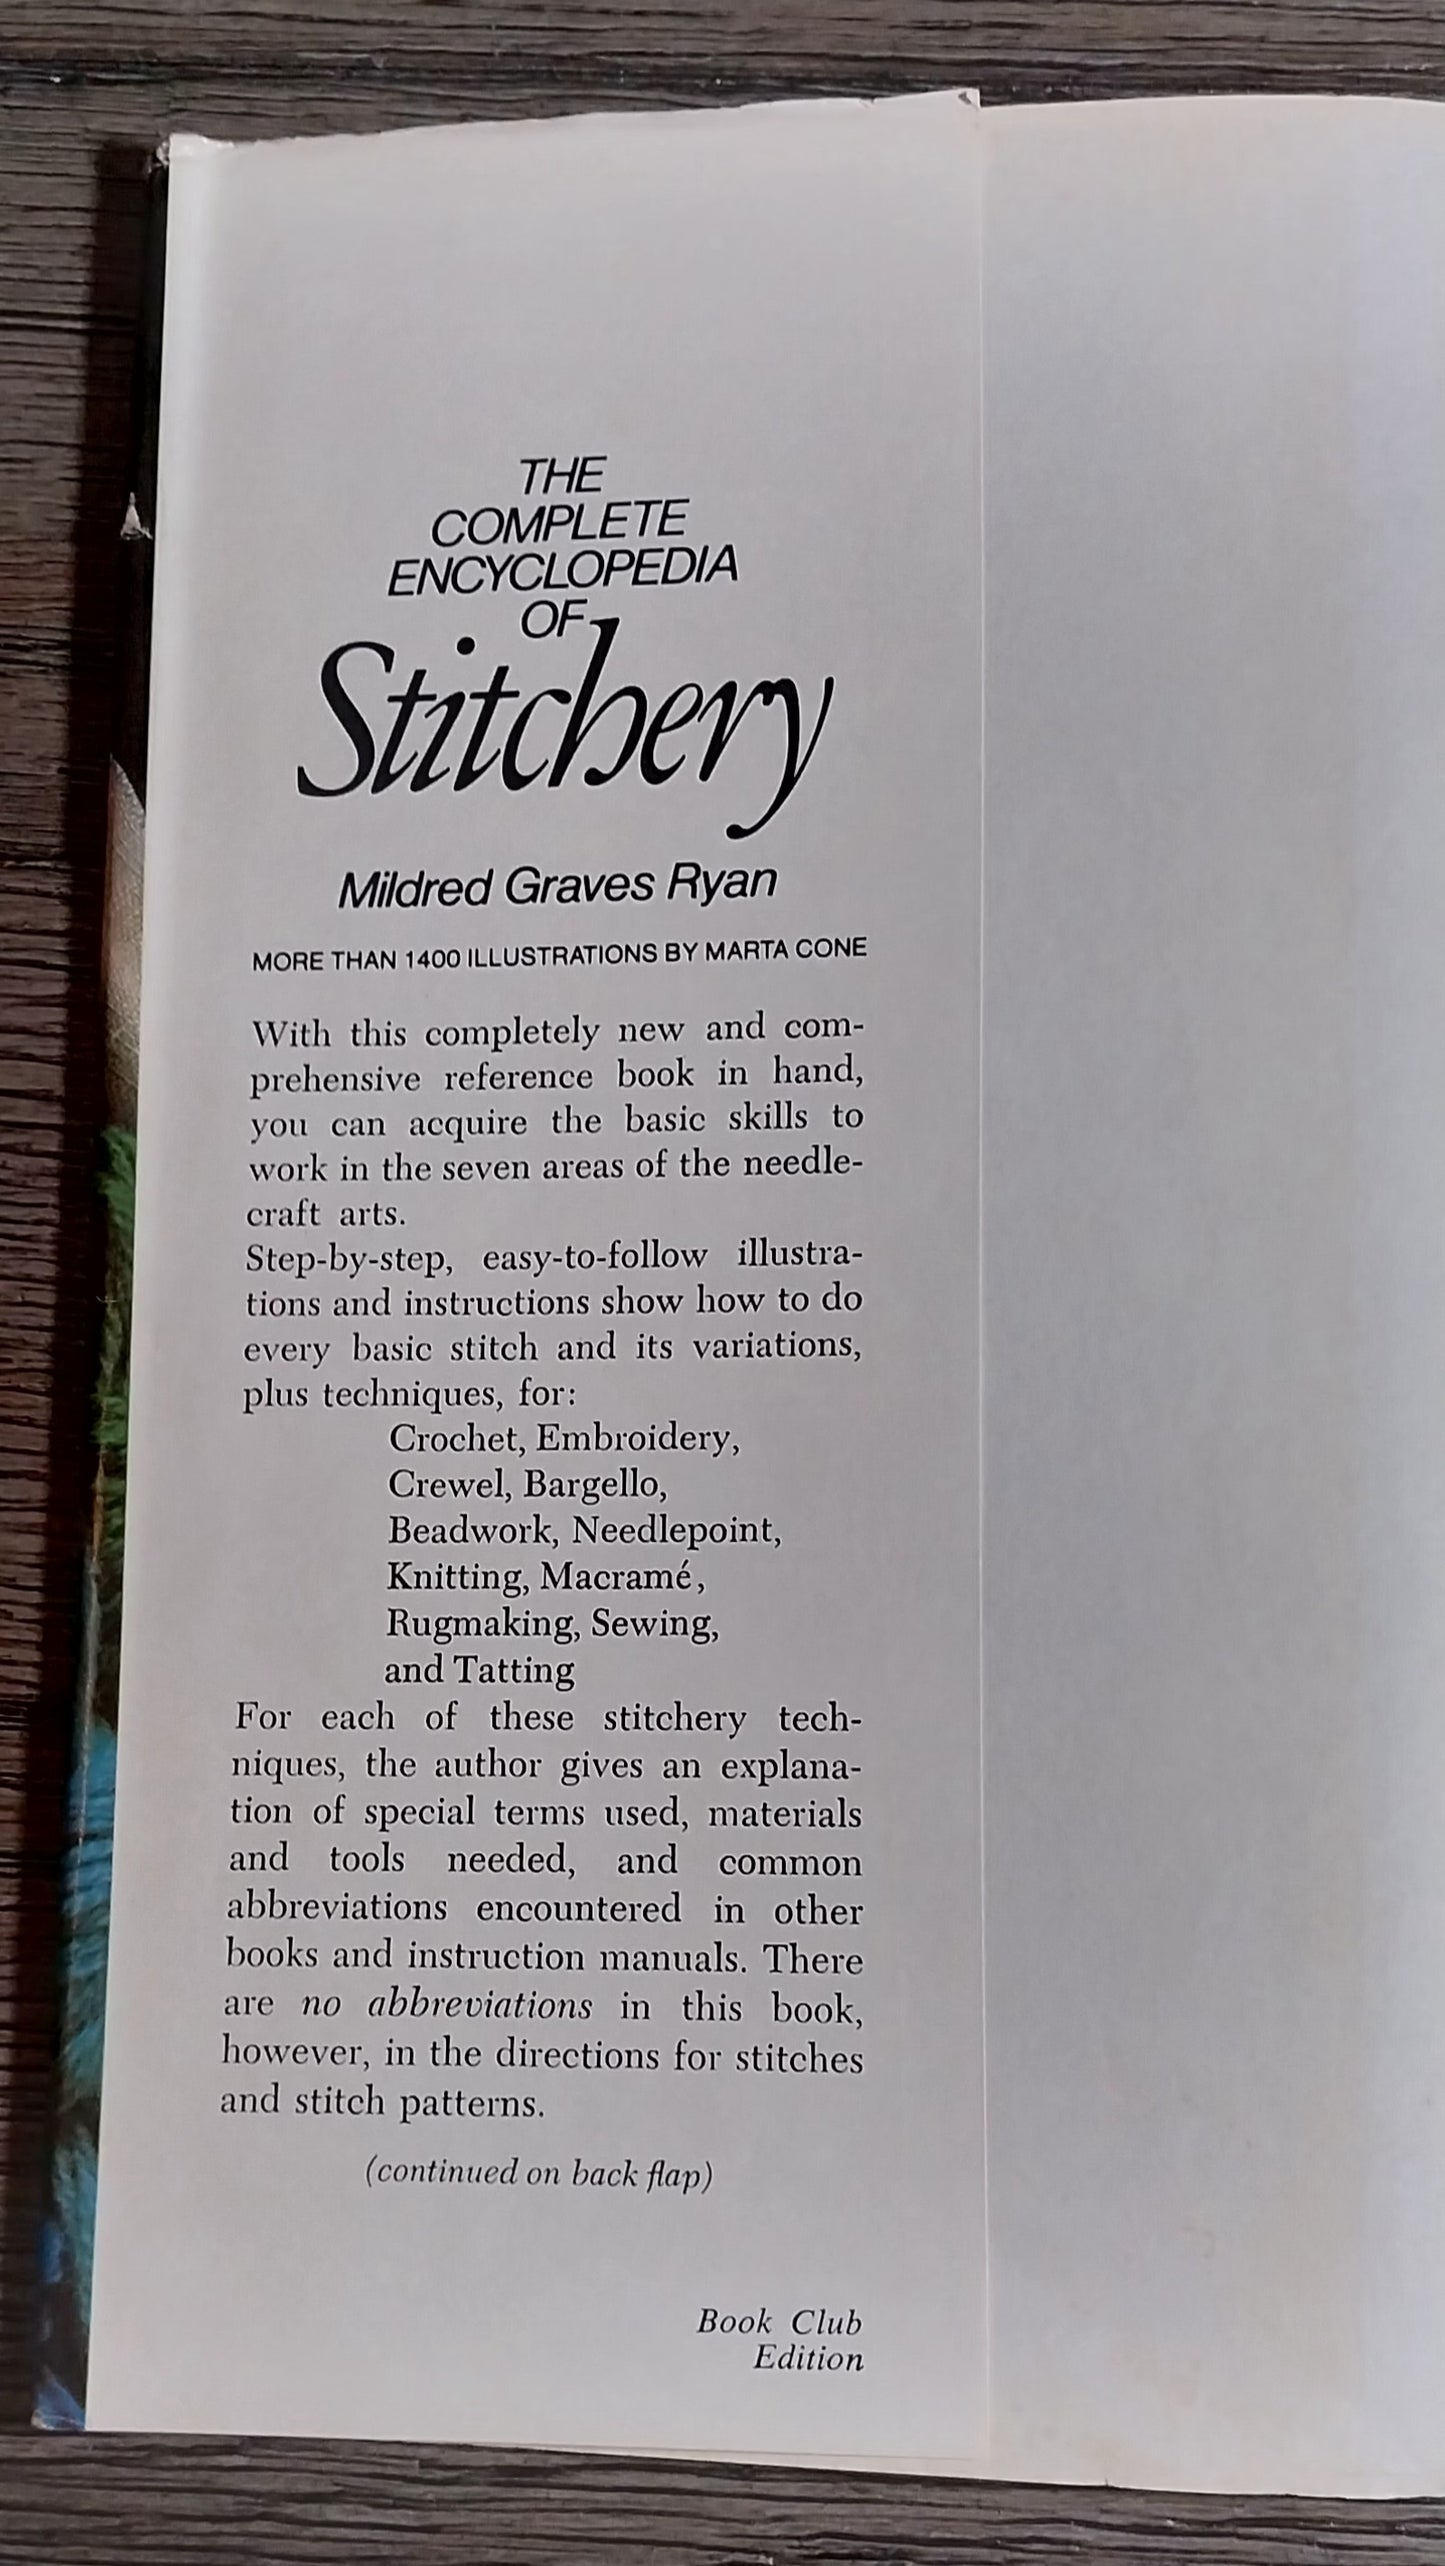 THE
COMPLETE
ENCYCLOPEDIA
OF
Stitchery
Mildred Graves Ryan
MORE THAN 1400 ILLUSTRATIONS BY MARTA CONE
With this completely new and com-
prehensive reference book in hand,
you can acquire the basic skills to
work in the seven areas of the needle-
craft arts.
Step-by-step, easy-to-follow illustra-
tions and instructions show how to do
every basic stitch and its variations,
plus techniques, for:
Crochet, Embroidery,
Crewel, Bargello,
Beadwork, Needlepoint,
Knitting, Macramé,
Rugmaking, Sewing,
and Tatting
For each of these stitchery tech-
niques, the author gives an explana-
tion of special terms used, materials
and tools needed, and common
abbreviations encountered in other
books and instruction manuals. There
are no abbreviations in this book,
however, in the directions for stitches
and stitch patterns.
(continued on back flap)
Book Club
Edition